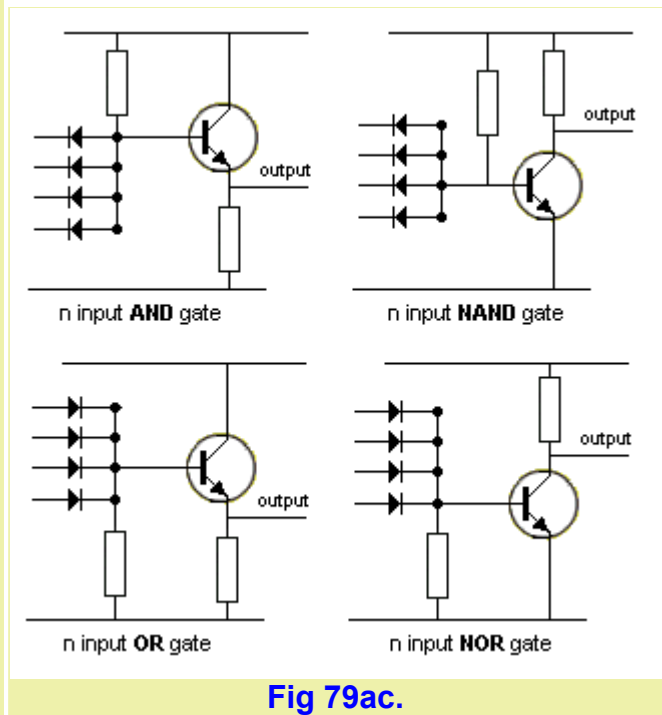 output
output
n input AND gate
n input NAND gate
output
output
n input OR gate
n input NOR gate
Fig 79ac.